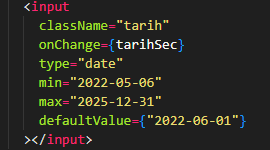 <input
className="tarih"
onChange={tarihSec}
type="date"
min="2022-05-06"
max="2025-12-31"
defaultValue={"2022-06-01"}
></input>